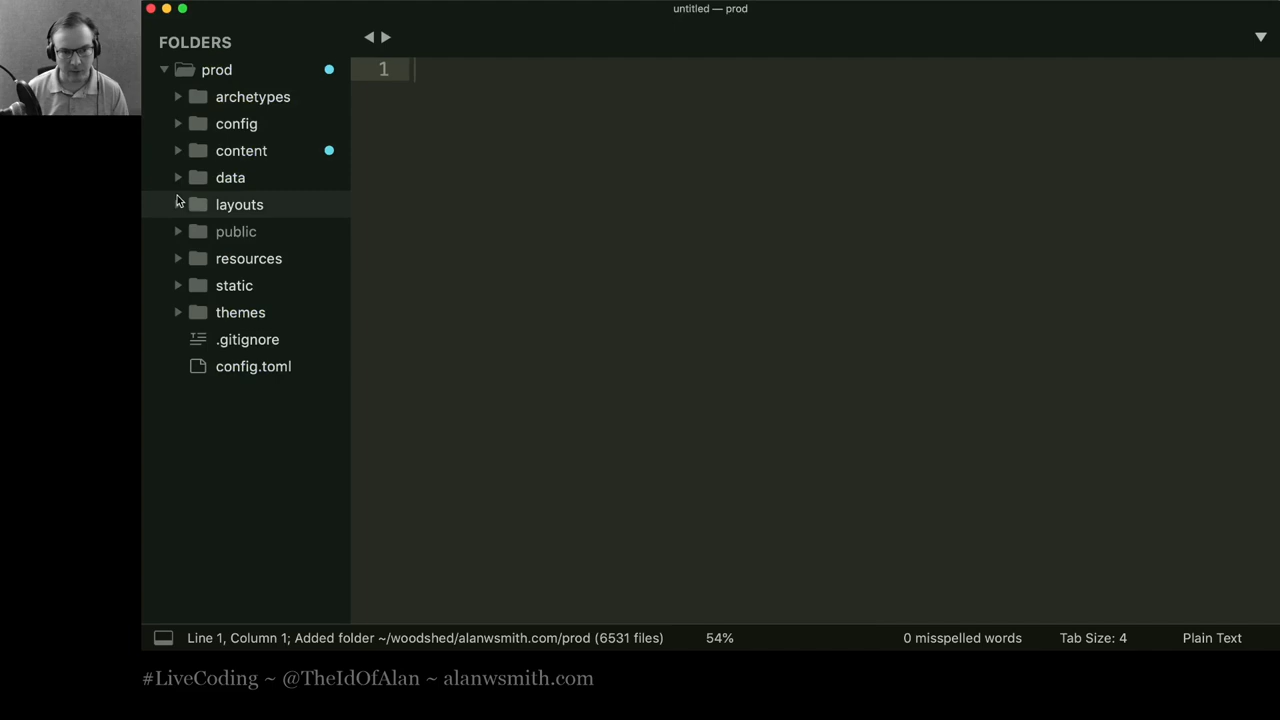 untitled — prod
FOLDERS
prod
1
archetypes
config
content
data
layouts
public
resources
static
themes
.gitignore
config.toml
Line 1, Column 1; Added folder ~/woodshed/alanwsmith.com/prod (6531 files) 54% 0 misspelled words Tab Size: 4 Plain Text
#LiveCoding ~ @TheIdOfAlan ~ alanwsmith.com